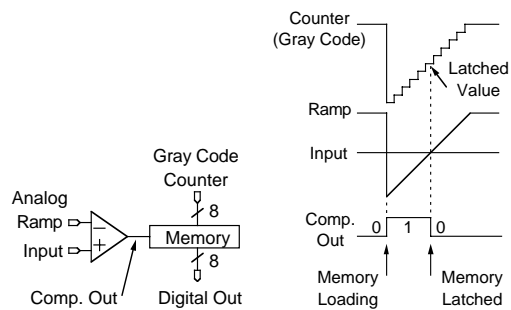 Gray Code
Counter
Analog
Ramp
Input
−
+
8
Memory
8
Comp. Out
Digital Out
Counter
(Gray Code)
Latched
Value
Ramp
Input
Comp.
Out
0
1
0
Memory
Loading
Memory
Latched